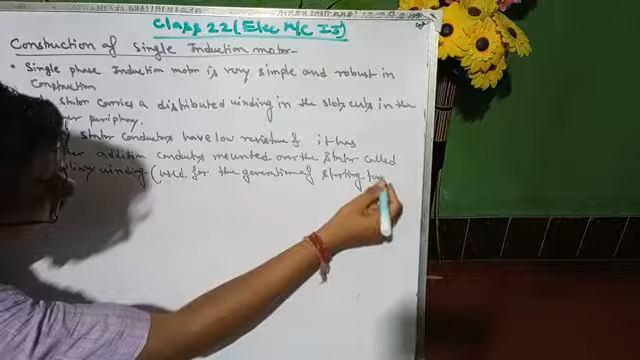 Class 22 (Elec M/C II)
Construction of Single Induction motor-
• Single phase Induction motor is very simple and robust in
Construction
Stator carries a distributed winding in the slots cuts in the
periphery.
Stator conductors have low resistance & it has
addition conductors mounted over the stator called
winding (used for the generation of starting